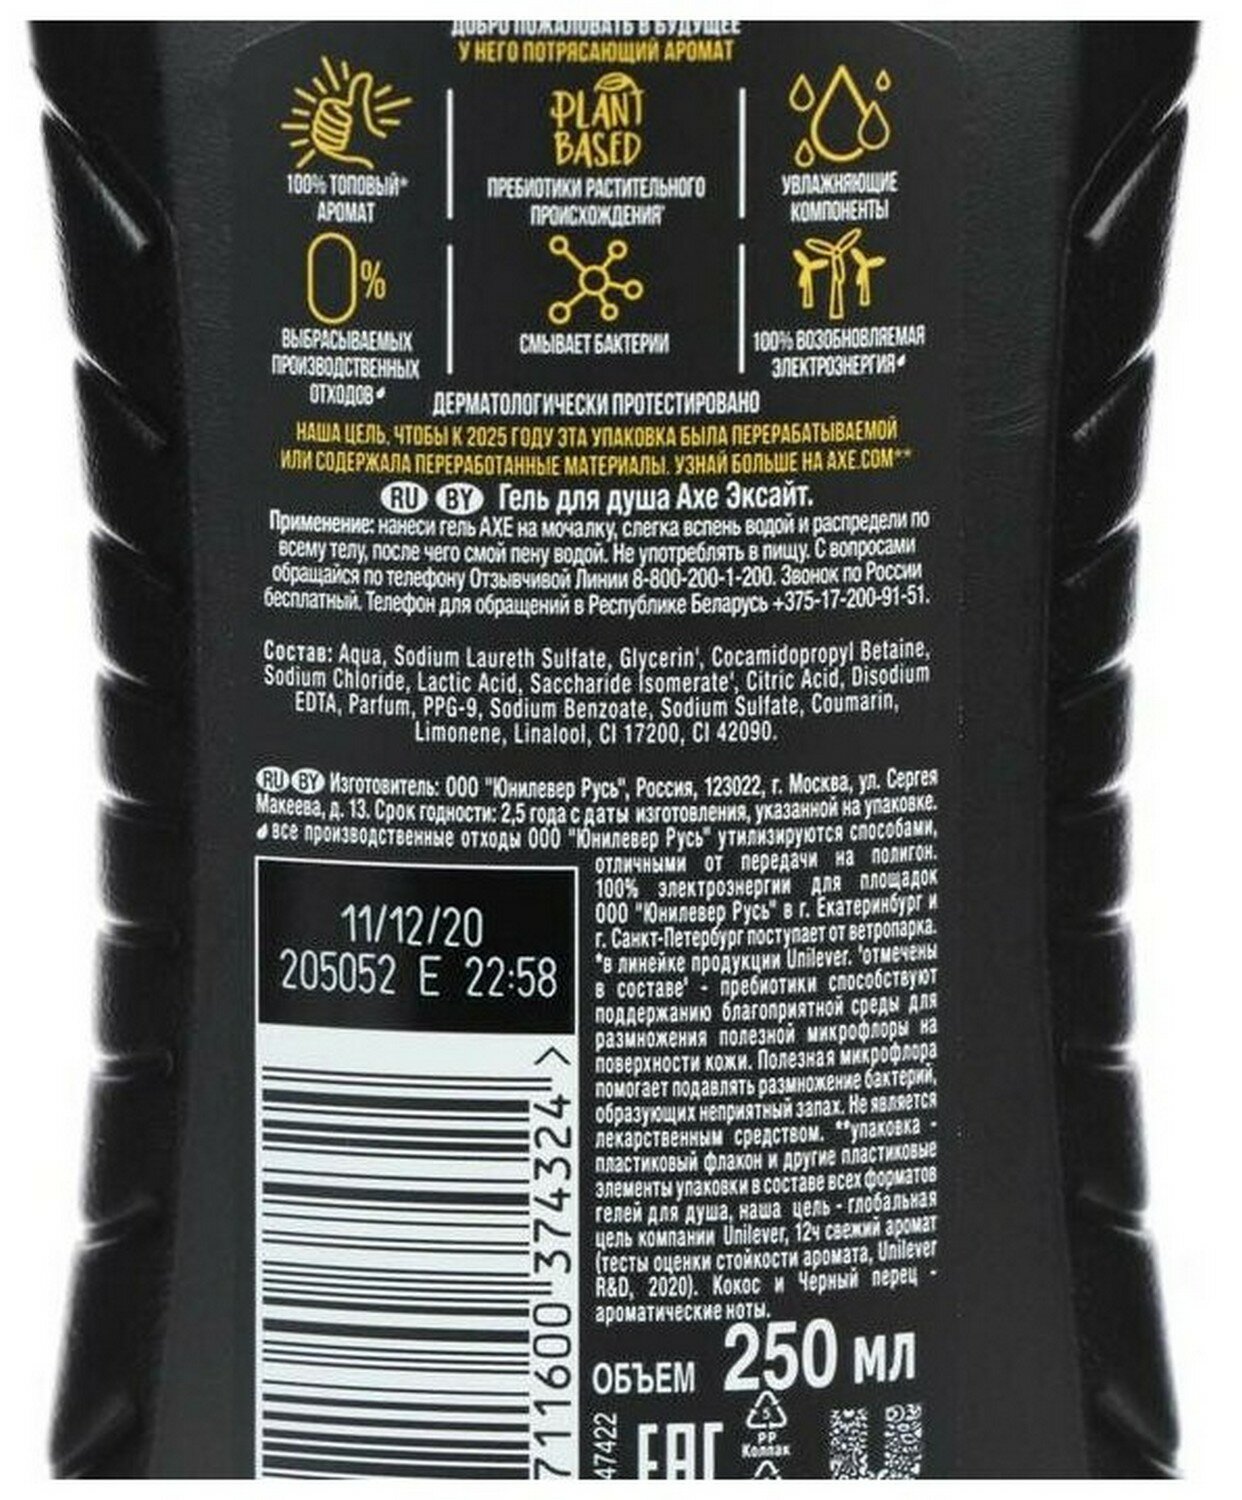 ДОБРО ПОЖАЛОВАТЬ В БУДУЩЕЕ
У НЕГО ПОТРЯСАЮЩИЙ АРОМАТ
100% ТОПОВЫЙ*
АРОМАТ
PLANT
BASED
ПРЕБИОТИКИ РАСТИТЕЛЬНОГО
ПРОИСХОЖДЕНИЯ'
УВЛАЖНЯЮЩИЕ
КОМПОНЕНТЫ
0%
ВЫБРАСЫВАЕМЫХ
ПРОИЗВОДСТВЕННЫХ
ОТХОДОВ
СМЫВАЕТ БАКТЕРИИ
100% ВОЗОБНОВЛЯЕМАЯ
ЭЛЕКТРОЭНЕРГИЯ
ДЕРМАТОЛОГИЧЕСКИ ПРОТЕСТИРОВАНО
НАША ЦЕЛЬ, ЧТОБЫ К 2025 ГОДУ ЭТА УПАКОВКА БЫЛА ПЕРЕРАБАТЫВАЕМОЙ
ИЛИ СОДЕРЖАЛА ПЕРЕРАБОТАННЫЕ МАТЕРИАЛЫ. УЗНАЙ БОЛЬШЕ НА AXE.COM**
RU BY Гель для душа Axe Эксайт.
Применение: нанеси гель AXE на мочалку, слегка вспень водой и распредели по
всему телу, после чего смой пену водой. Не употреблять в пищу. С вопросами
обращайся по телефону Отзывчивой Линии 8-800-200-1-200. Звонок по России
бесплатный. Телефон для обращений в Республике Беларусь +375-17-200-91-51.
Состав: Aqua, Sodium Laureth Sulfate, Glycerin', Cocamidopropyl Betaine,
Sodium Chloride, Lactic Acid, Saccharide Isomerate', Citric Acid, Disodium
EDTA, Parfum, PPG-9, Sodium Benzoate, Sodium Sulfate, Coumarin,
Limonene, Linalool, CI 17200, CI 42090.
RU BY Изготовитель: ООО "Юнилевер Русь", Россия, 123022, г. Москва, ул. Сергея
Макеева, д. 13. Срок годности: 2,5 года с даты изготовления, указанной на упаковке.
все производственные отходы ООО "Юнилевер Русь" утилизируются способами,
отличными от передачи на полигон.
100% электроэнергии для площадок
ООО "Юнилевер Русь" в г. Екатеринбург и
г. Санкт-Петербург поступает от ветропарка.
*в линейке продукции Unilever. 'отмечены
в составе' - пребиотики способствуют
поддержанию благоприятной среды для
размножения полезной микрофлоры на
поверхности кожи. Полезная микрофлора
помогает подавлять размножение бактерий,
образующих неприятный запах. Не является
лекарственным средством. **упаковка -
пластиковый флакон и другие пластиковые
элементы упаковки в составе всех форматов
гелей для душа, наша цель - глобальная
цель компании Unilever, 12ч свежий аромат
(тесты оценки стойкости аромата, Unilever
R&D, 2020). Кокос и Черный перец -
ароматические ноты.
11/12/20
205052 E 22:58
711600 374324 >
ОБЪЕМ 250 МЛ
47422
EAC
5
PP
Колпак